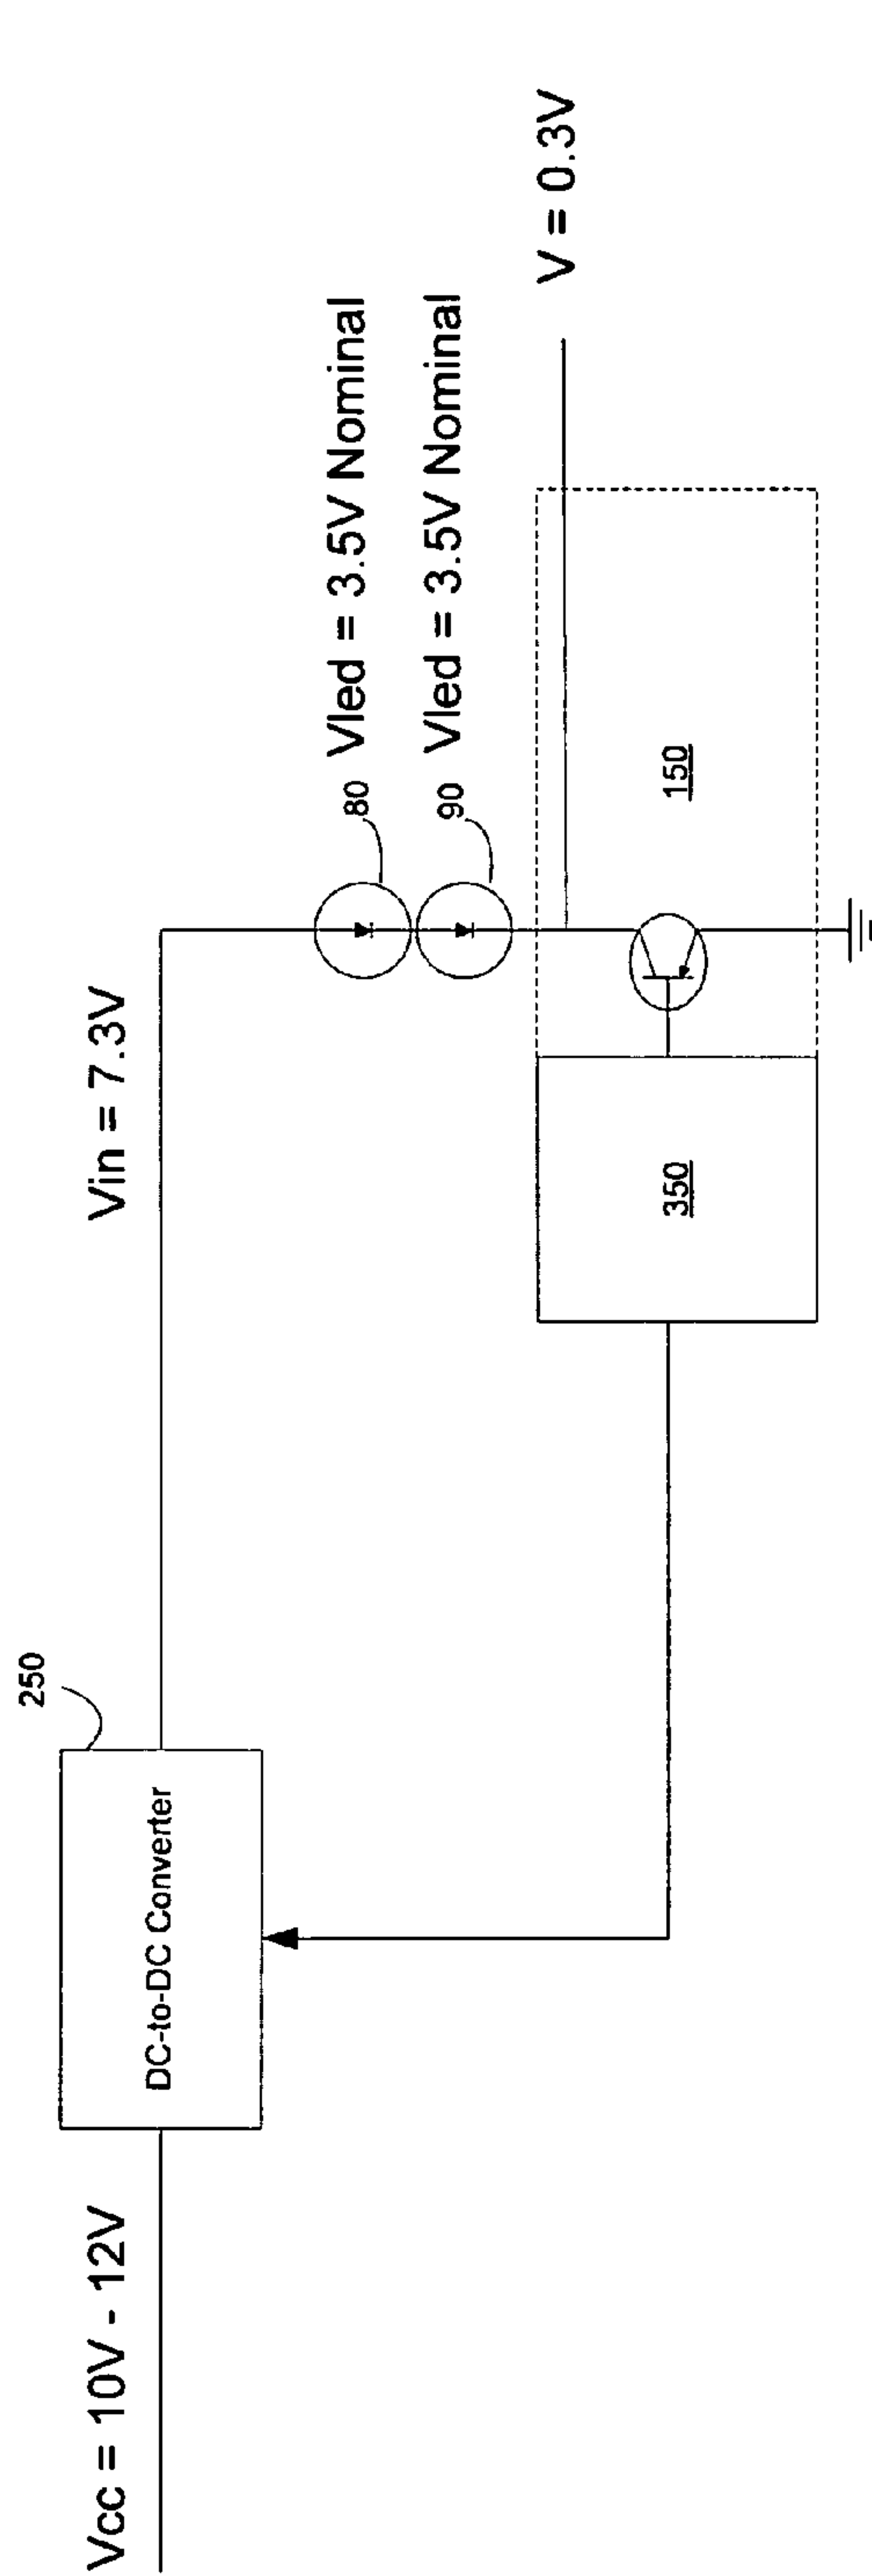 Vcc = 10V - 12V
250
DC-to-DC Converter
Vin = 7.3V
80
Vled = 3.5V Nominal
90
Vled = 3.5V Nominal
V = 0.3V
350
150